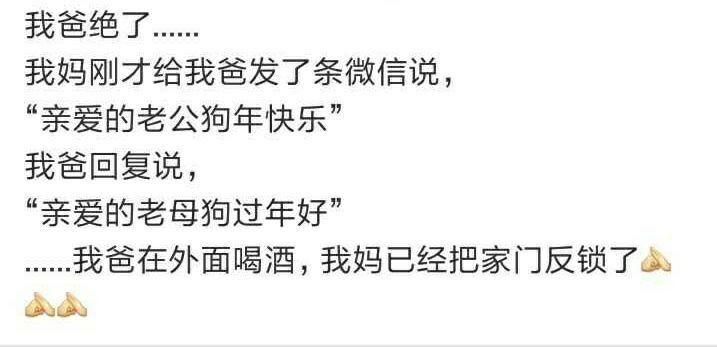 我爸绝了......
我妈刚才给我爸发了条微信说，
“亲爱的老公狗年快乐”
我爸回复说，
“亲爱的老母狗过年好”
......我爸在外面喝酒，我妈已经把家门反锁了